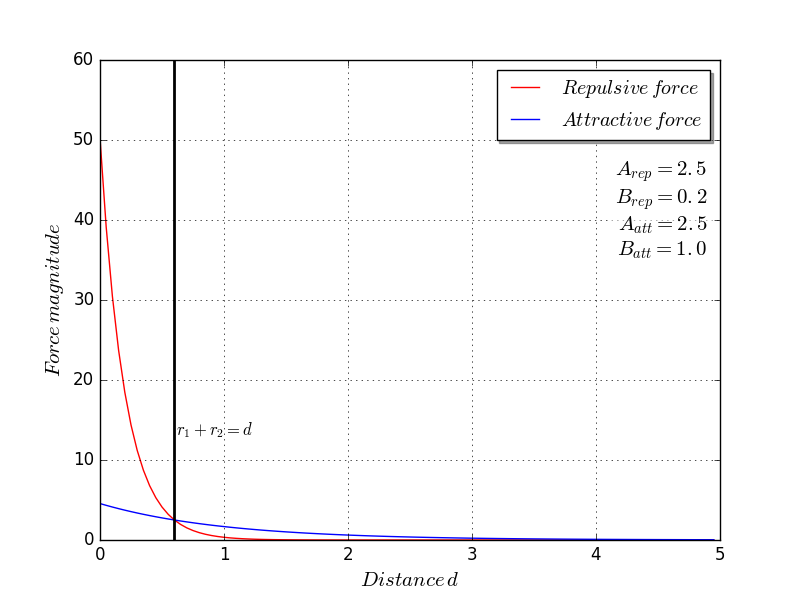 60
50
40
30
20
10
0
Force magnitude
0 1 2 3 4 5
Distance d
Repulsive force
Attractive force
A_rep = 2.5
B_rep = 0.2
A_att = 2.5
B_att = 1.0
r_1 + r_2 = d